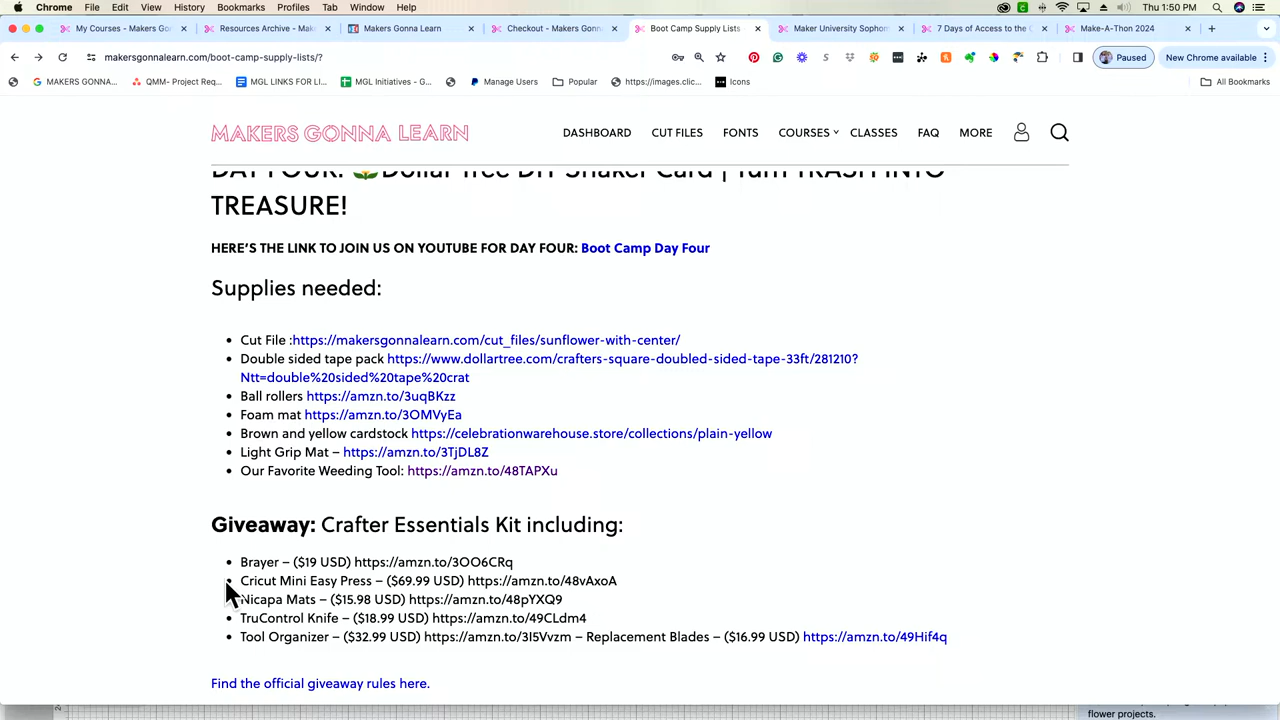 Chrome File Edit View History Bookmarks Profiles Tab Window Help Thu 1:50 PM
My Courses - Makers Go Resources Archive - Make Makers Gonna Learn Checkout - Makers Gonn Boot Camp Supply Lists Maker University Sophom 7 Days of Access to the C Make-A-Thon 2024
makersgonnalearn.com/boot-camp-supply-lists/? Paused New Chrome available
MAKERS GONNA... QMM- Project Req... MGL LINKS FOR LI... MGL Initiatives - G... Manage Users Popular https://images.clic... Icons All Bookmarks
MAKERS GONNA LEARN DASHBOARD CUT FILES FONTS COURSES CLASSES FAQ MORE
DAY FOUR: Dollar Tree DIY Shaker Card | Turn TRASH INTO
TREASURE!
HERE'S THE LINK TO JOIN US ON YOUTUBE FOR DAY FOUR: Boot Camp Day Four
Supplies needed:
• Cut File :https://makersgonnalearn.com/cut_files/sunflower-with-center/
• Double sided tape pack https://www.dollartree.com/crafters-square-doubled-sided-tape-33ft/281210?
Ntt=double%20sided%20tape%20crat
• Ball rollers https://amzn.to/3uqBKzz
• Foam mat https://amzn.to/3OMVyEa
• Brown and yellow cardstock https://celebrationwarehouse.store/collections/plain-yellow
• Light Grip Mat – https://amzn.to/3TjDL8Z
• Our Favorite Weeding Tool: https://amzn.to/48TAPXu
Giveaway: Crafter Essentials Kit including:
• Brayer – ($19 USD) https://amzn.to/3OO6CRq
• Cricut Mini Easy Press – ($69.99 USD) https://amzn.to/48vAxoA
Nicapa Mats – ($15.98 USD) https://amzn.to/48pYXQ9
• TruControl Knife – ($18.99 USD) https://amzn.to/49CLdm4
• Tool Organizer – ($32.99 USD) https://amzn.to/3I5Vvzm – Replacement Blades – ($16.99 USD) https://amzn.to/49Hif4q
Find the official giveaway rules here.
flower projects.